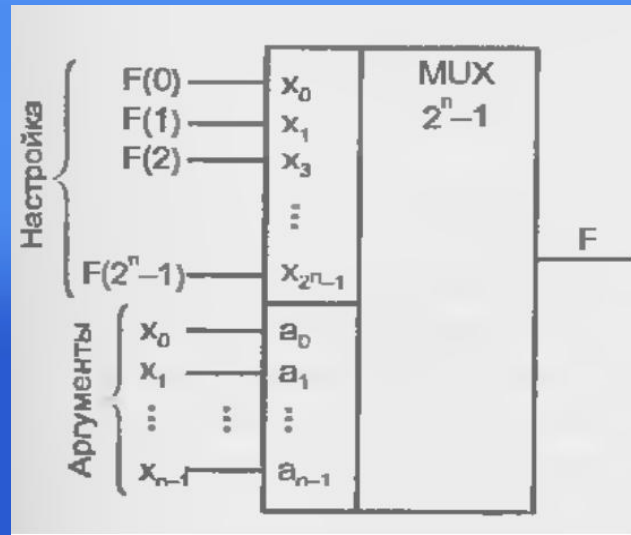 Настройка
F(0) x₀ MUX
F(1) x₁ 2ⁿ–1
F(2) x₃
...
F
F(2ⁿ–1) x₂ⁿ₋₁
Аргументы
x₀ a₀
x₁ a₁
... ... ...
xₙ₋₁ aₙ₋₁